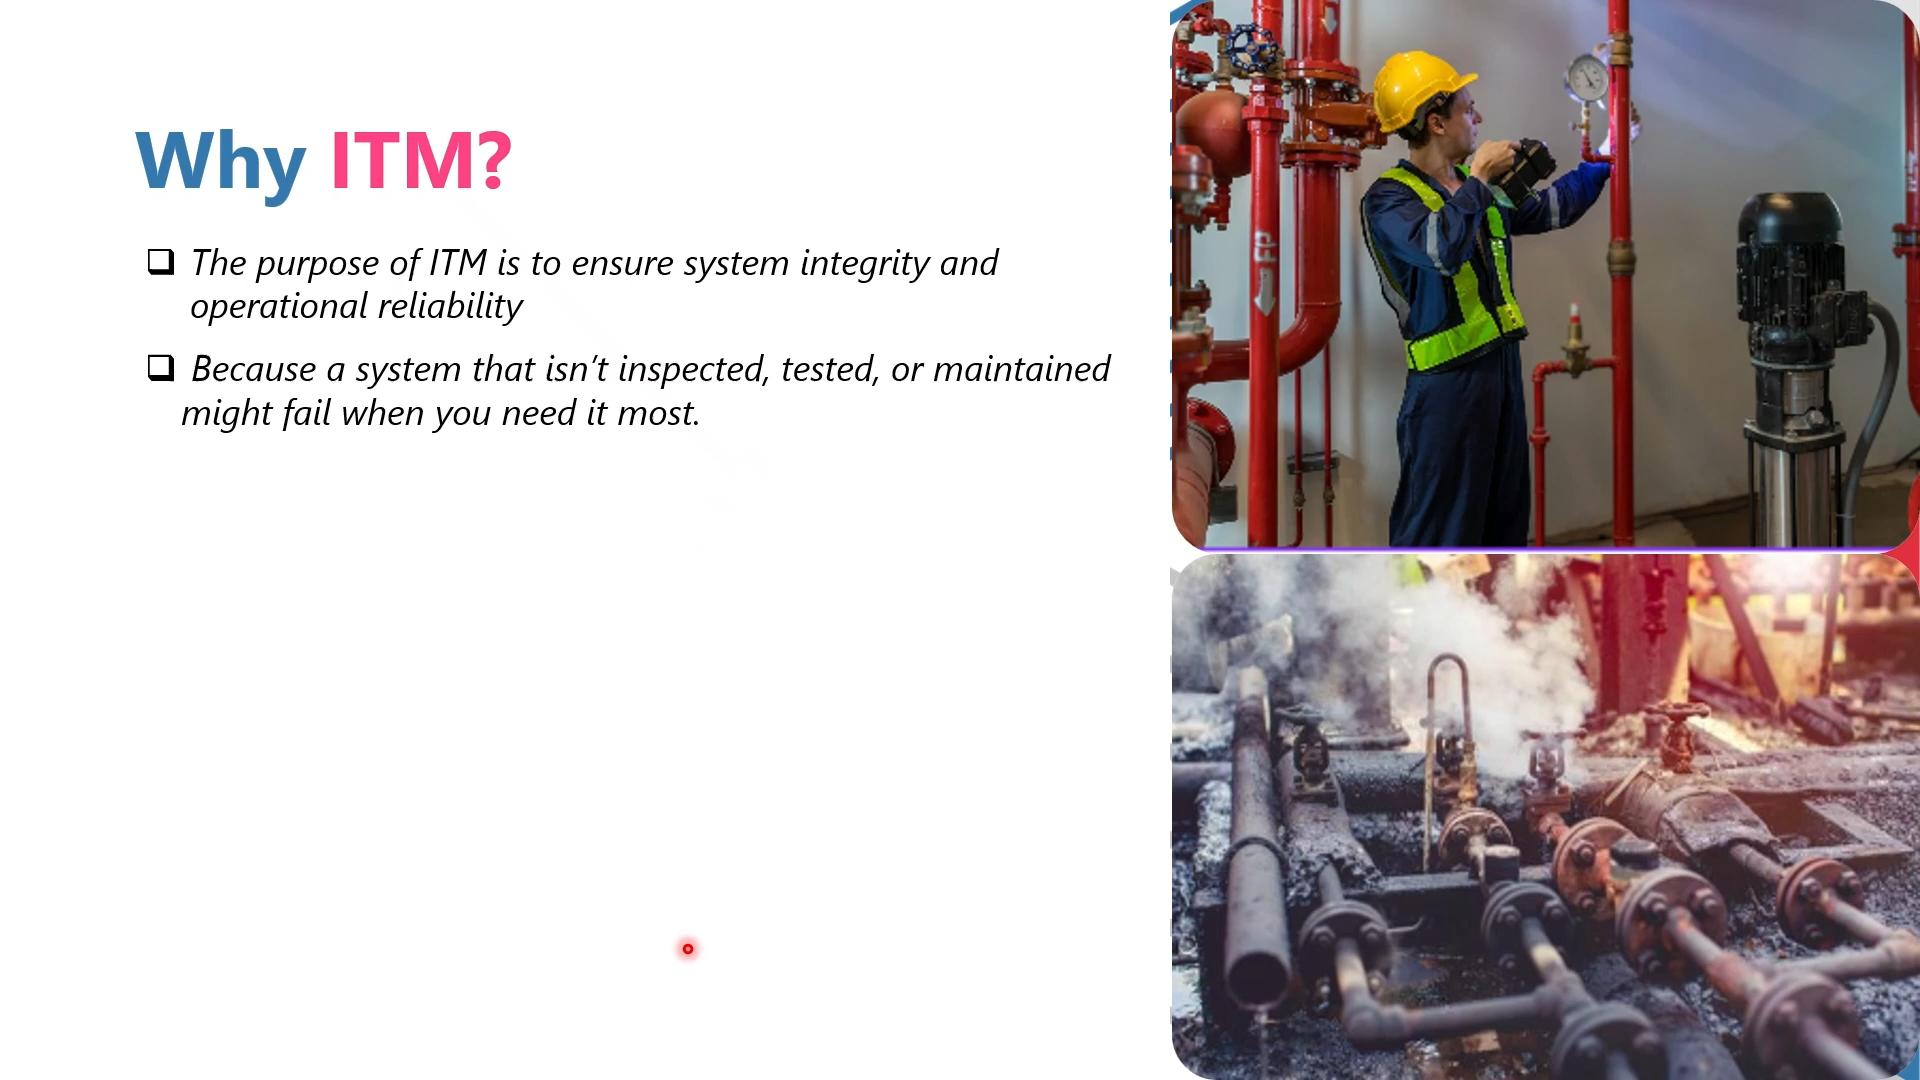 Why ITM?
The purpose of ITM is to ensure system integrity and
operational reliability
Because a system that isn’t inspected, tested, or maintained
might fail when you need it most.
FP